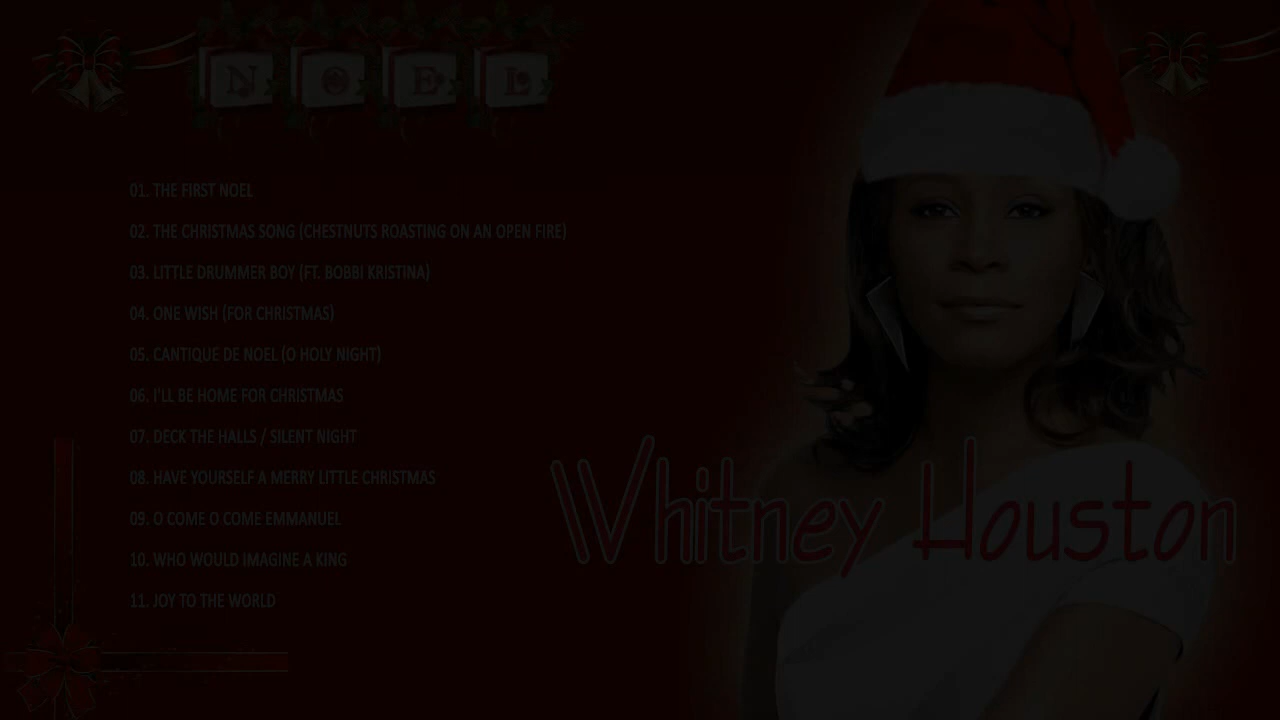 NOEL
01. THE FIRST NOEL
02. THE CHRISTMAS SONG (CHESTNUTS ROASTING ON AN OPEN FIRE)
03. LITTLE DRUMMER BOY (FT. BOBBI KRISTINA)
04. ONE WISH (FOR CHRISTMAS)
05. CANTIQUE DE NOEL (O HOLY NIGHT)
06. I'LL BE HOME FOR CHRISTMAS
07. DECK THE HALLS / SILENT NIGHT
08. HAVE YOURSELF A MERRY LITTLE CHRISTMAS
09. O COME O COME EMMANUEL
10. WHO WOULD IMAGINE A KING
11. JOY TO THE WORLD
Whitney Houston